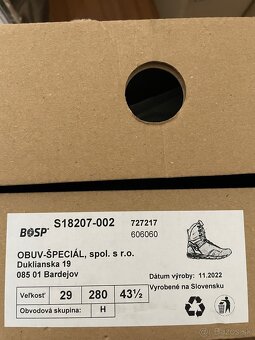 BOSP S18207-002 727217
606060
OBUV-ŠPECIÁL, spol. s r.o.
Duklianska 19
085 01 Bardejov
Dátum výroby: 11.2022
Vyrobené na Slovensku
Veľkosť 29 280 43½
Obvodová skupina: H